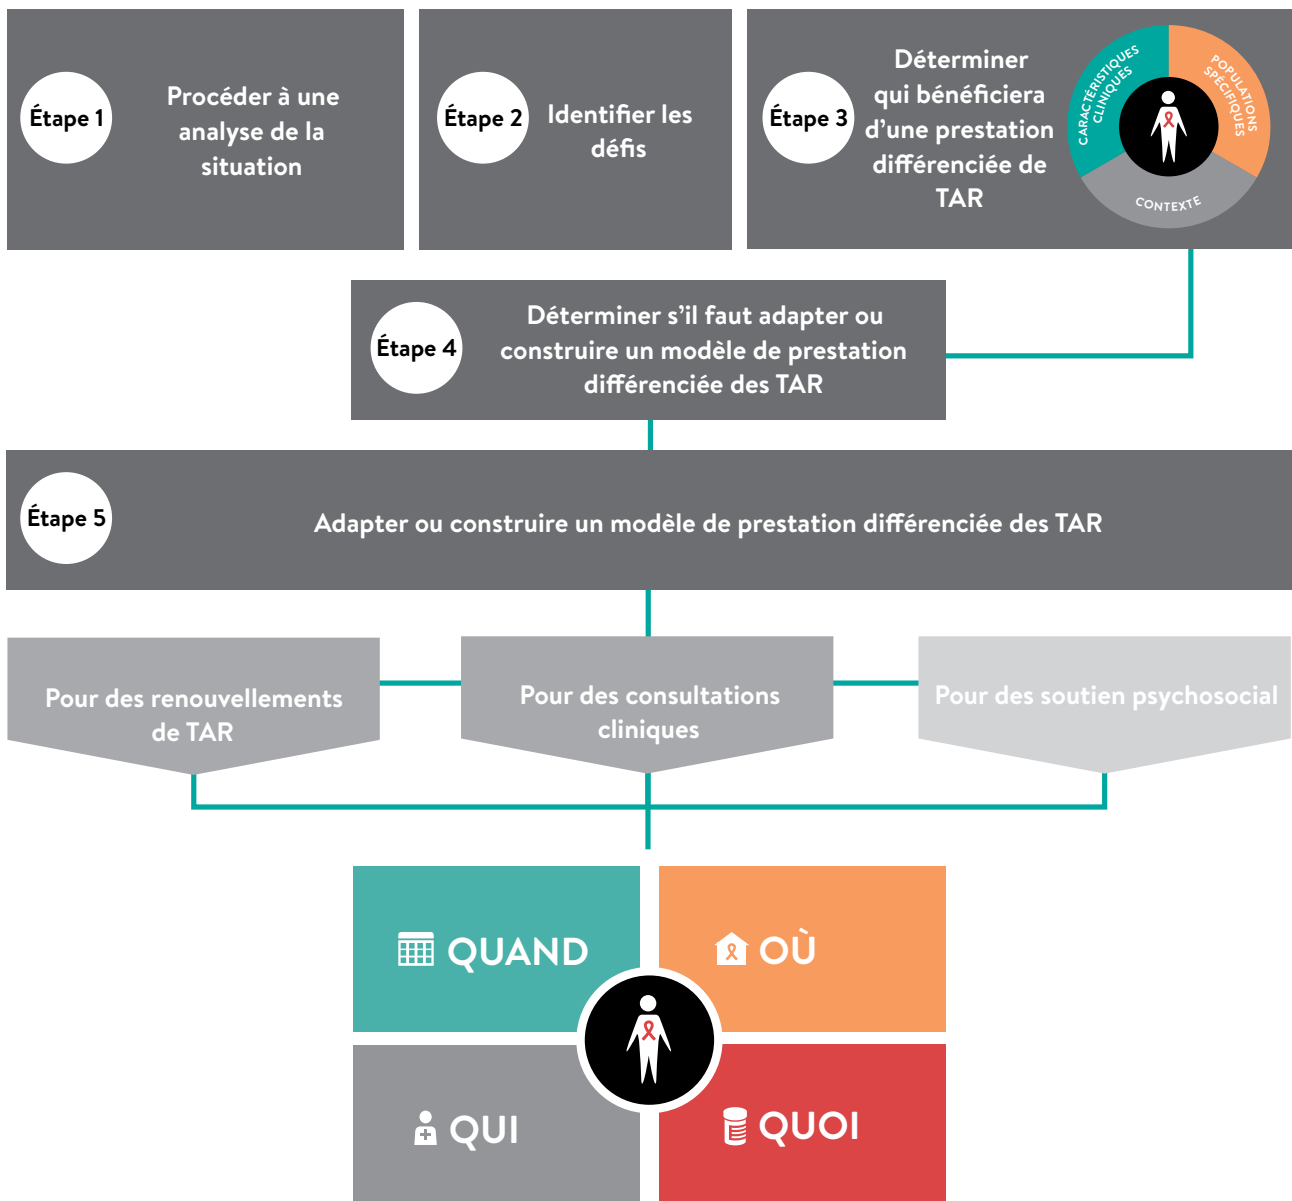 Étape 1
Procéder à une
analyse de la
situation
Étape 2
Identifier les
défis
Étape 3
Déterminer
qui bénéficiera
d’une prestation
différenciée de
TAR
CARACTÉRISTIQUES
CLINIQUES
POPULATIONS
SPÉCIFIQUES
CONTEXTE
Étape 4
Déterminer s’il faut adapter ou
construire un modèle de prestation
différenciée des TAR
Étape 5
Adapter ou construire un modèle de prestation différenciée des TAR
Pour des renouvellements
de TAR
Pour des consultations
cliniques
Pour des soutien psychosocial
QUAND
OÙ
QUI
QUOI